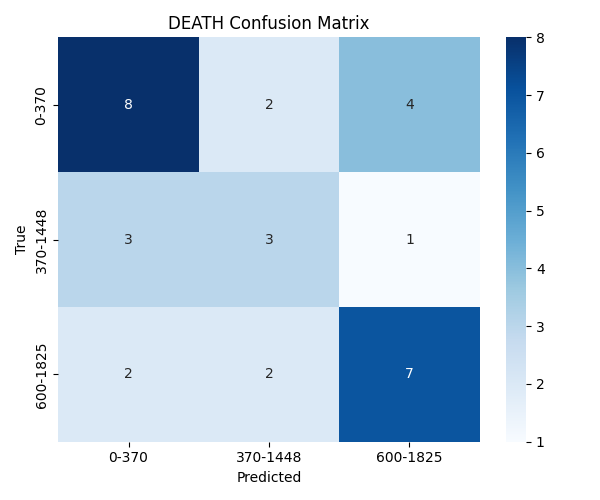 DEATH Confusion Matrix
True
0-370
8 2 4
370-1448
3 3 1
600-1825
2 2 7
0-370 370-1448 600-1825
Predicted
8
7
6
5
4
3
2
1